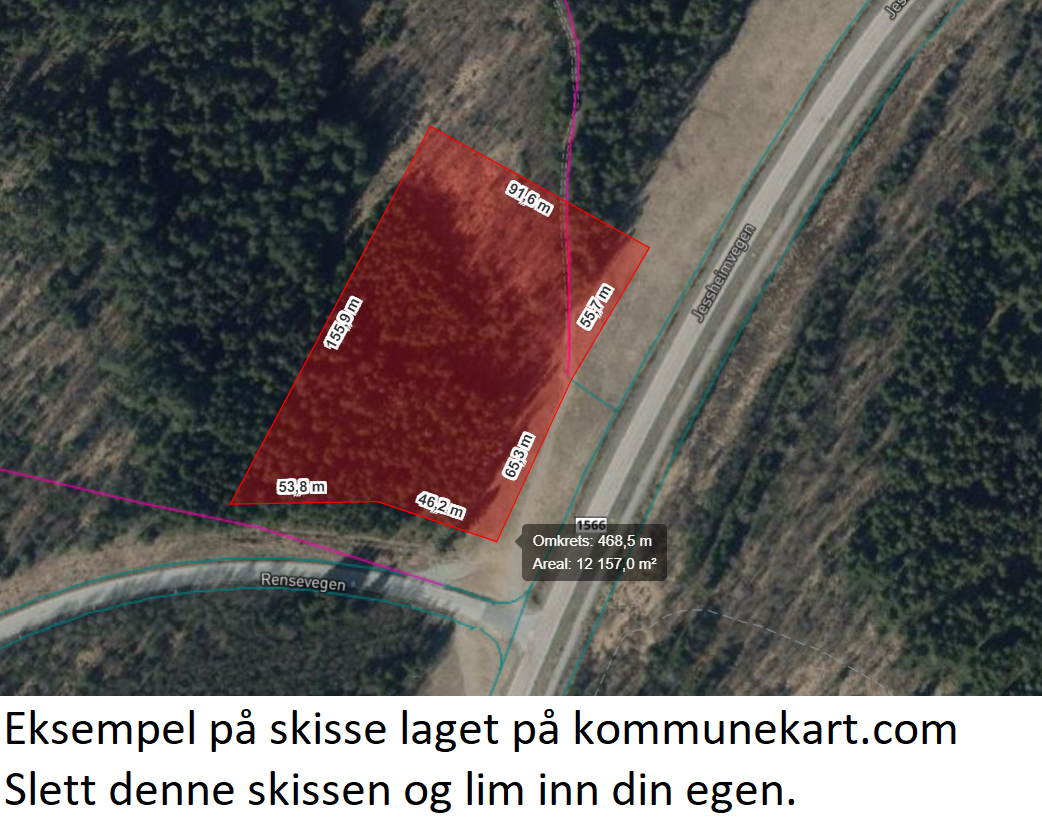 Jes
91,6 m
Jessheimvegen
55,7 m
155,9 m
65,3 m
53,8 m
46,2 m
1566
Omkrets: 468,5 m
Areal: 12 157,0 m²
Rensevegen
Eksempel på skisse laget på kommunekart.com
Slett denne skissen og lim inn din egen.